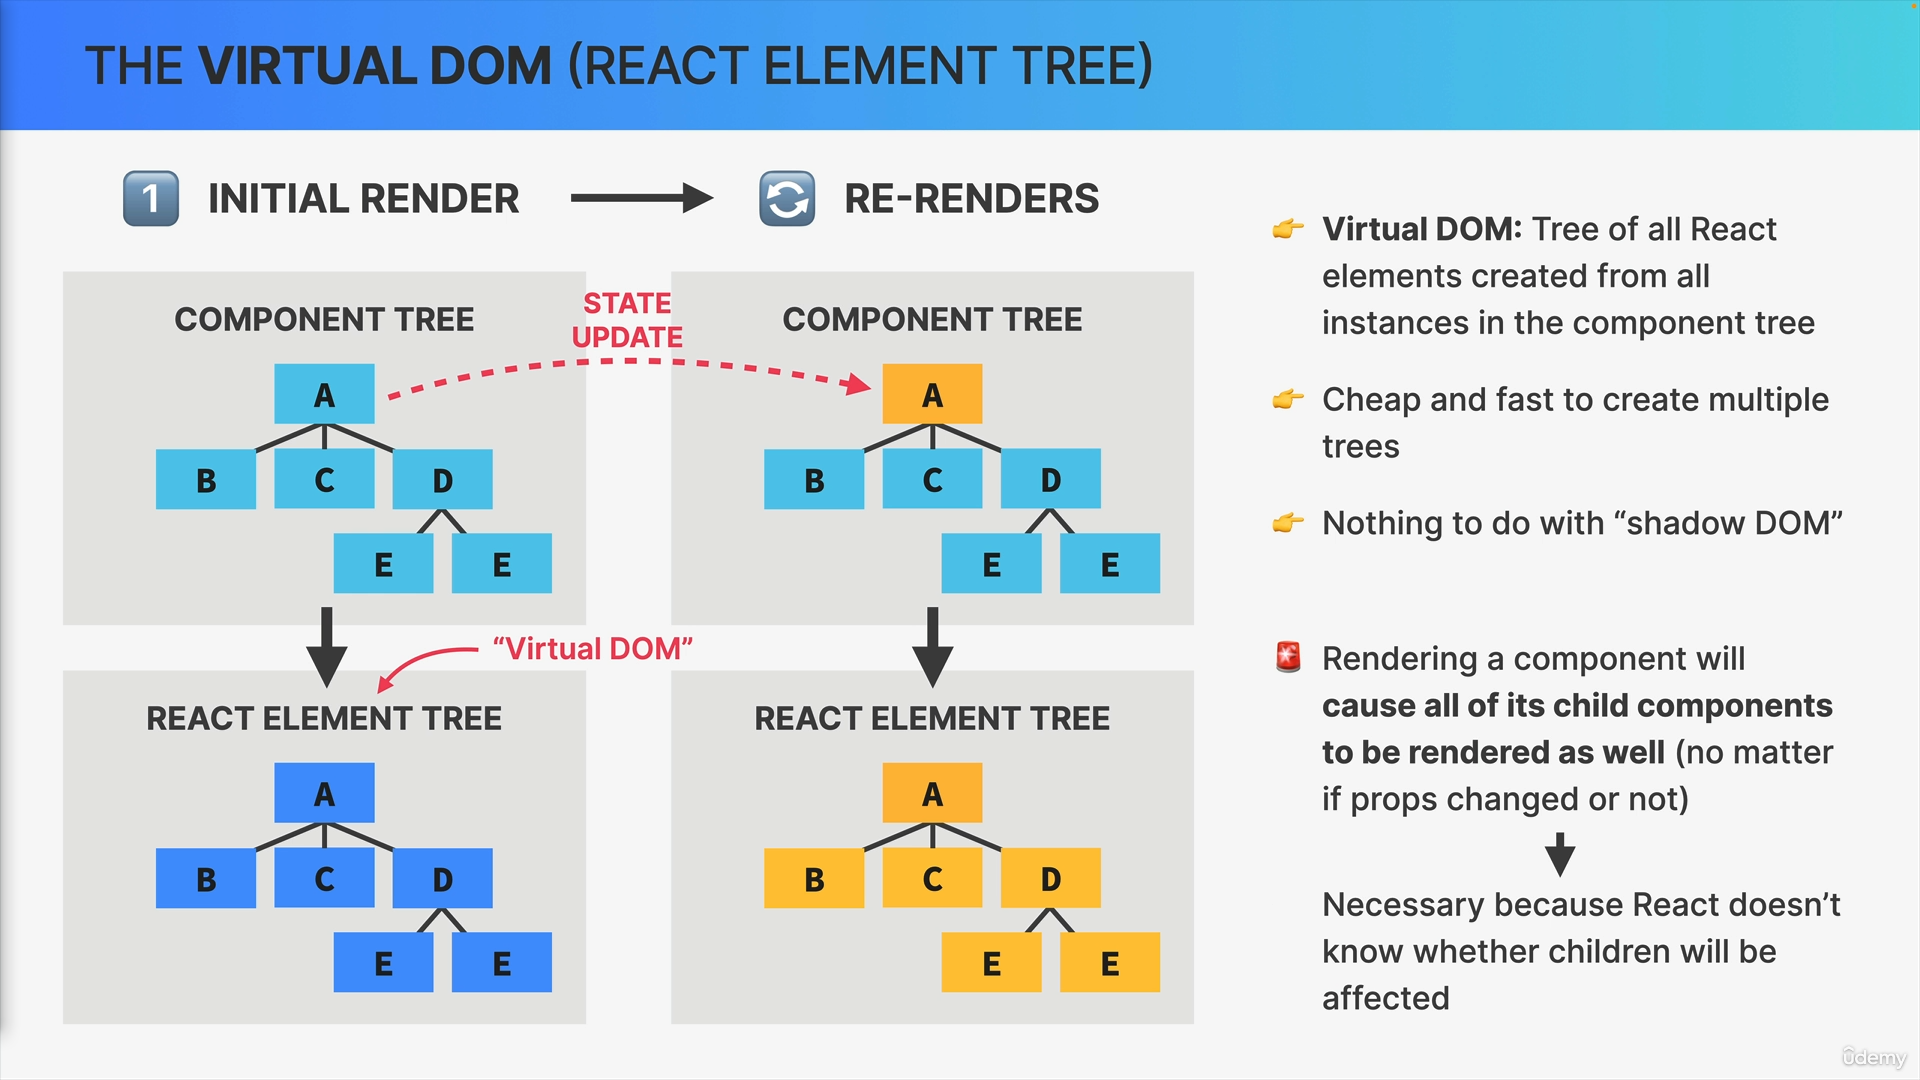 THE VIRTUAL DOM (REACT ELEMENT TREE)
1 INITIAL RENDER
RE-RENDERS
COMPONENT TREE
A
B C D
E E
STATE
UPDATE
COMPONENT TREE
A
B C D
E E
“Virtual DOM”
REACT ELEMENT TREE
A
B C D
E E
REACT ELEMENT TREE
A
B C D
E E
Virtual DOM: Tree of all React
elements created from all
instances in the component tree
Cheap and fast to create multiple
trees
Nothing to do with “shadow DOM”
Rendering a component will
cause all of its child components
to be rendered as well (no matter
if props changed or not)
Necessary because React doesn’t
know whether children will be
affected
ûdemy